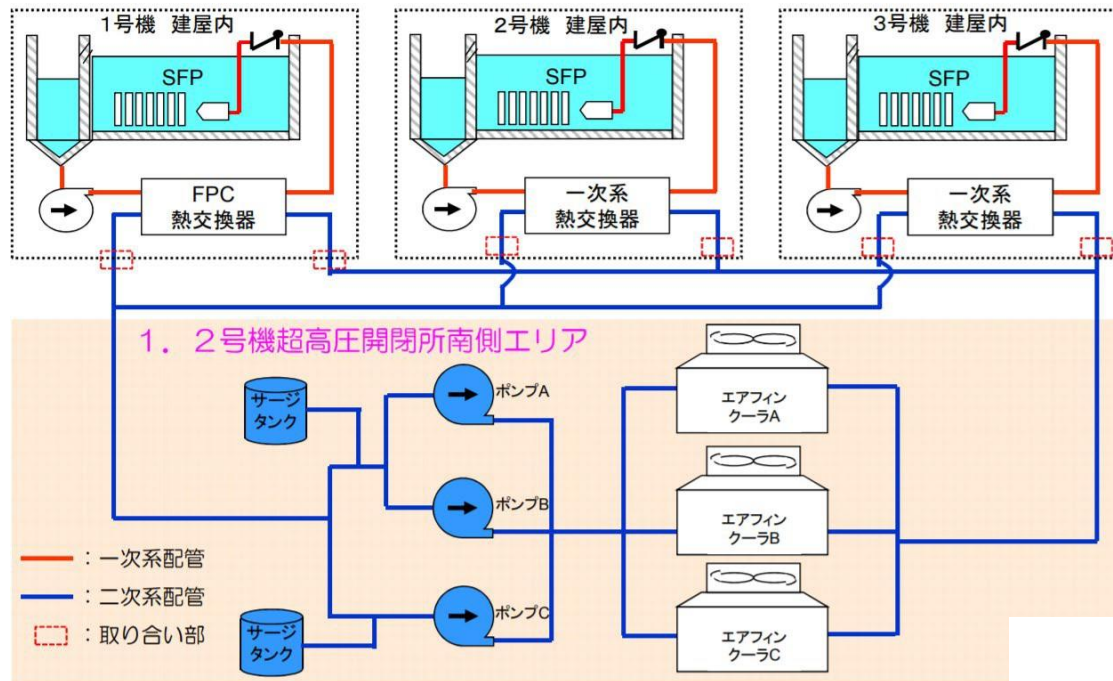 1号機 建屋内
SFP
FPC
熱交換器
2号機 建屋内
SFP
一次系
熱交換器
3号機 建屋内
SFP
一次系
熱交換器
1．2号機超高圧開閉所南側エリア
サージ
タンク
ポンプA
ポンプB
ポンプC
サージ
タンク
エアフィン
クーラA
エアフィン
クーラB
エアフィン
クーラC
：一次系配管
：二次系配管
：取り合い部